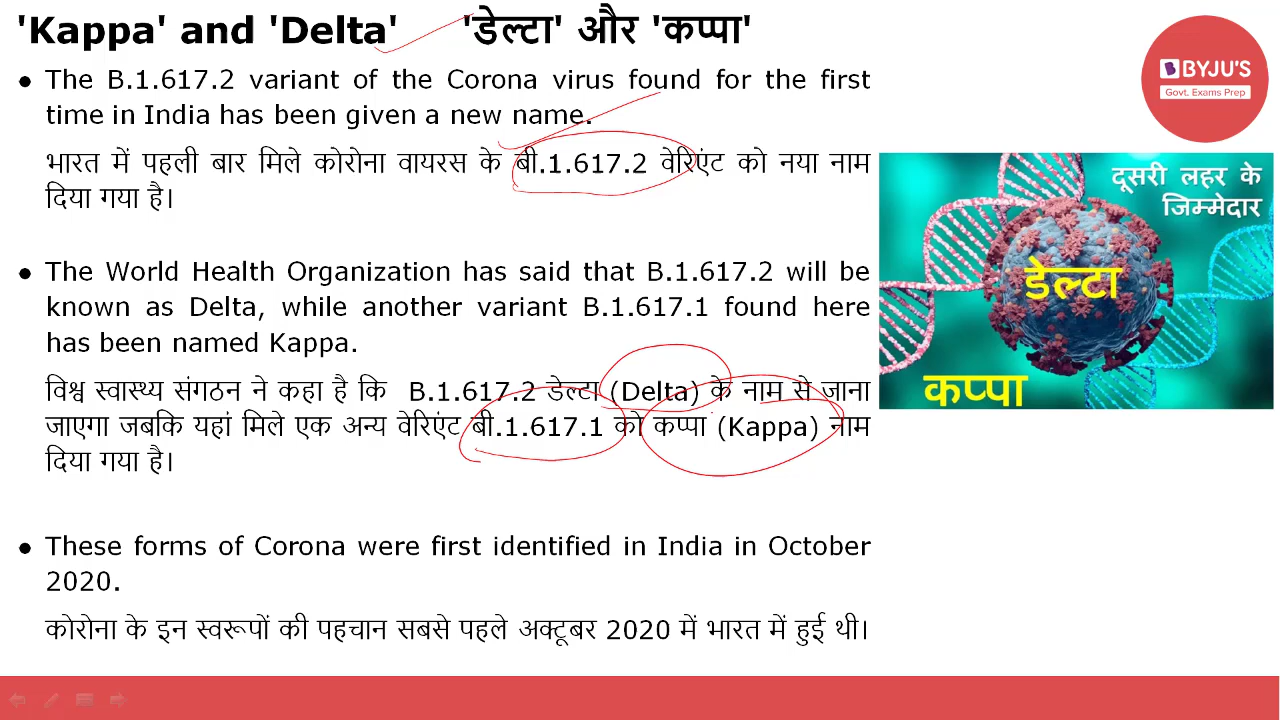 'Kappa' and 'Delta' 'डेल्टा' और 'कप्पा'
BYJU'S
Govt. Exams Prep
The B.1.617.2 variant of the Corona virus found for the first
time in India has been given a new name.
भारत में पहली बार मिले कोरोना वायरस के बी.1.617.2 वेरिएंट को नया नाम
दिया गया है।
दूसरी लहर के
जिम्मेदार
डेल्टा
कप्पा
The World Health Organization has said that B.1.617.2 will be
known as Delta, while another variant B.1.617.1 found here
has been named Kappa.
विश्व स्वास्थ्य संगठन ने कहा है कि B.1.617.2 डेल्टा (Delta) के नाम से जाना
जाएगा जबकि यहां मिले एक अन्य वेरिएंट बी.1.617.1 को कप्पा (Kappa) नाम
दिया गया है।
These forms of Corona were first identified in India in October
2020.
कोरोना के इन स्वरूपों की पहचान सबसे पहले अक्टूबर 2020 में भारत में हुई थी।